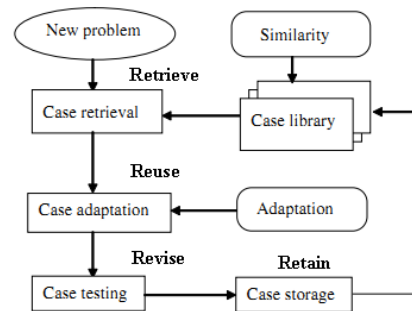 New problem
Similarity
Retrieve
Case retrieval
Case library
Reuse
Case adaptation
Adaptation
Revise
Retain
Case testing
Case storage